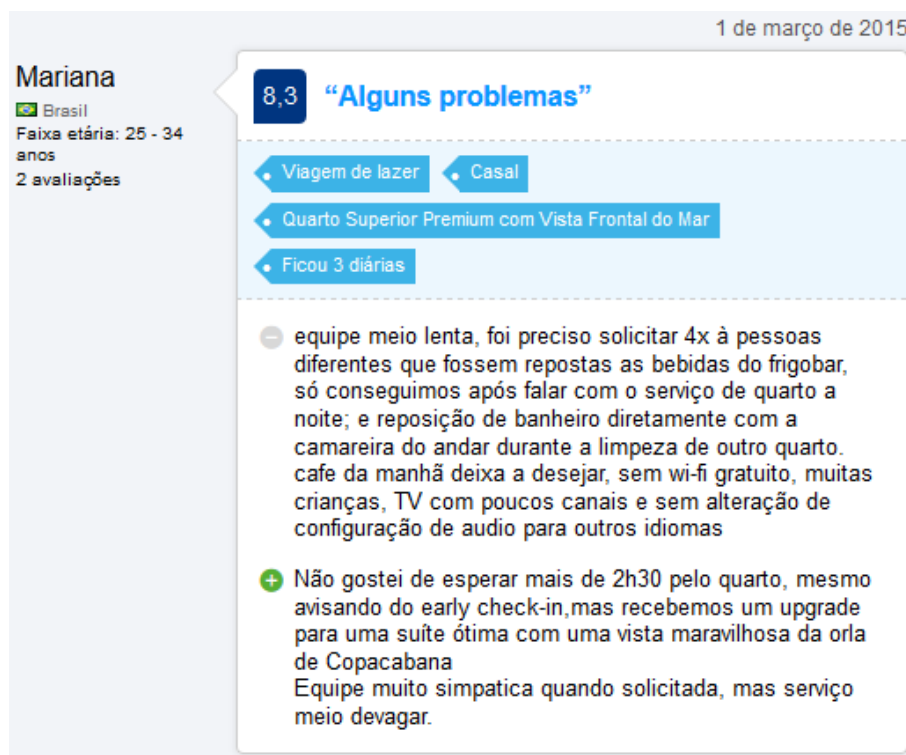 1 de março de 2015
Mariana
Brasil
Faixa etária: 25 - 34
anos
2 avaliações
8,3
“Alguns problemas”
Viagem de lazer
Casal
Quarto Superior Premium com Vista Frontal do Mar
Ficou 3 diárias
equipe meio lenta, foi preciso solicitar 4x à pessoas
diferentes que fossem repostas as bebidas do frigobar,
só conseguimos após falar com o serviço de quarto a
noite; e reposição de banheiro diretamente com a
camareira do andar durante a limpeza de outro quarto.
cafe da manhã deixa a desejar, sem wi-fi gratuito, muitas
crianças, TV com poucos canais e sem alteração de
configuração de audio para outros idiomas
Não gostei de esperar mais de 2h30 pelo quarto, mesmo
avisando do early check-in,mas recebemos um upgrade
para uma suíte ótima com uma vista maravilhosa da orla
de Copacabana
Equipe muito simpatica quando solicitada, mas serviço
meio devagar.